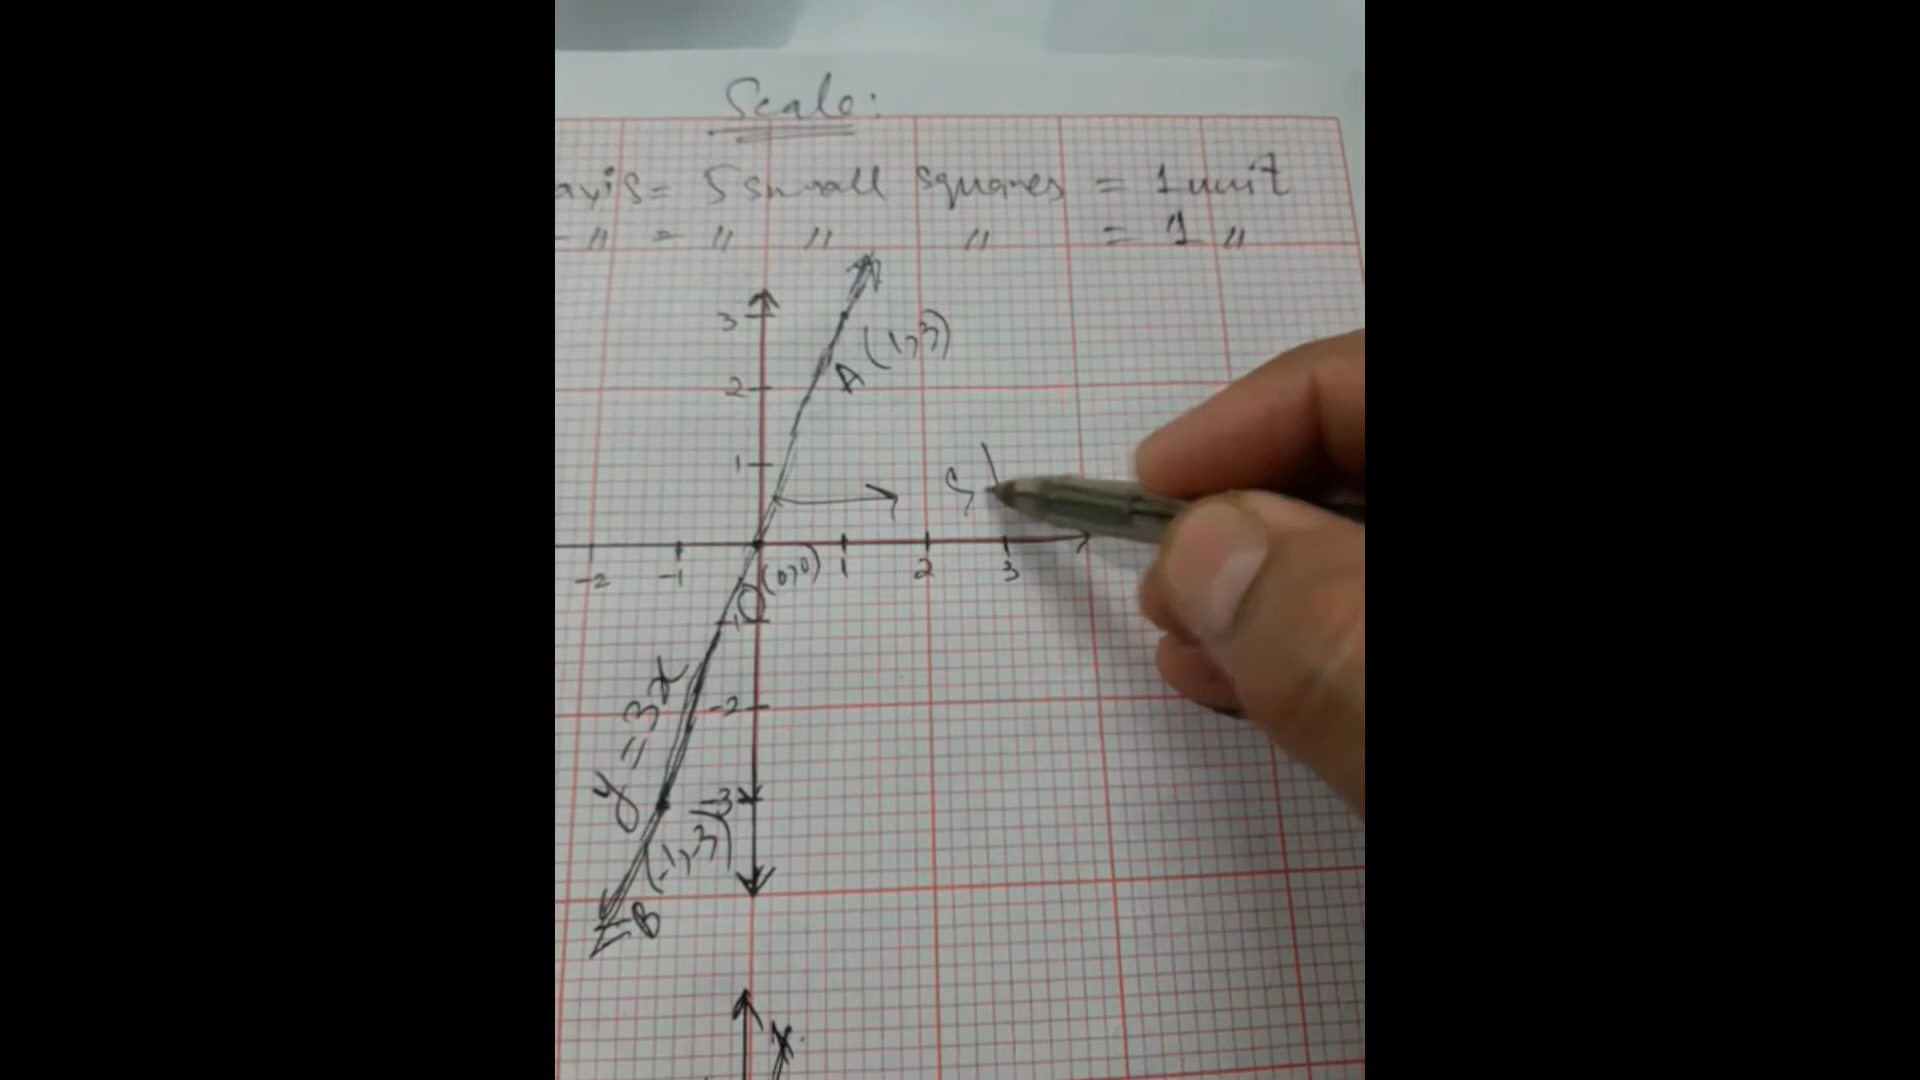 Scale:
axis = 5 small squares = 1 unit
- " = " " " = 1 "
3
A (1,3)
2
1
S
-2 -1 (0,0) 1 2 3
O
-1
y = 3x
-2
-3
(-1,-3)
B